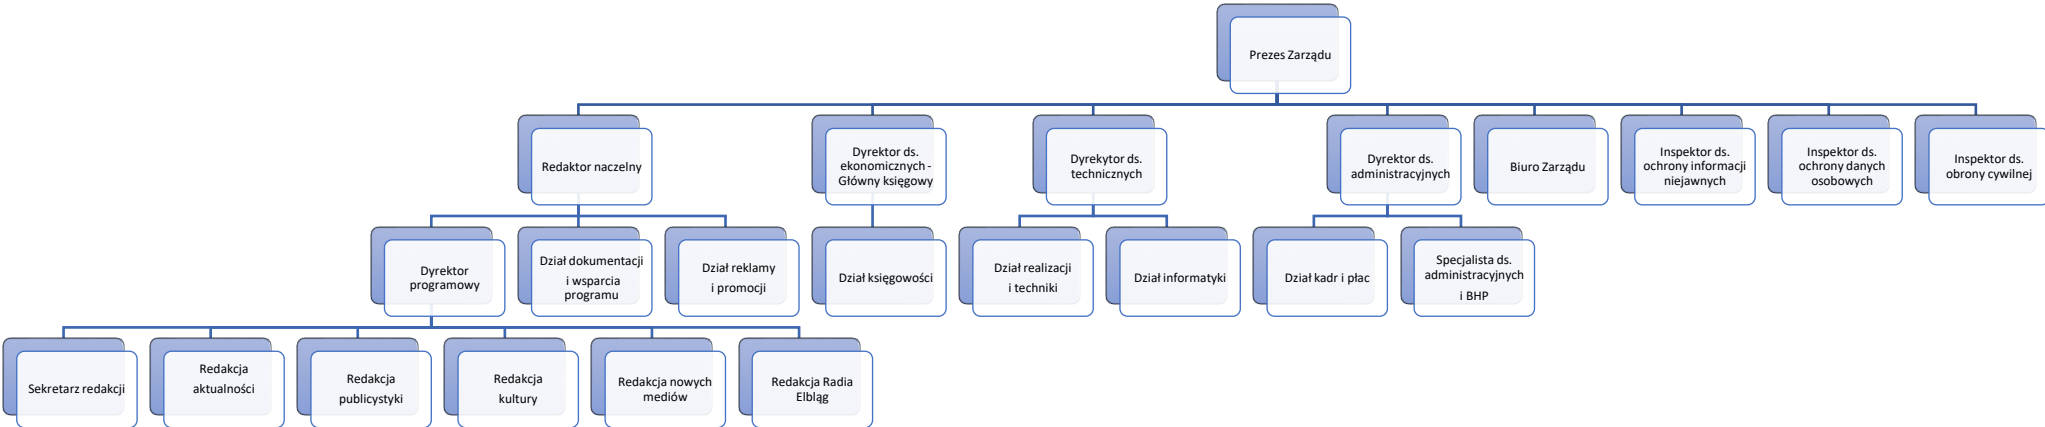 Prezes Zarządu
Redaktor naczelny
Dyrektor ds.
ekonomicznych -
Główny księgowy
Dyrekytor ds.
technicznych
Dyrektor ds.
administracyjnych
Biuro Zarządu
Inspektor ds.
ochrony informacji
niejawnych
Inspektor ds.
ochrony danych
osobowych
Inspektor ds.
obrony cywilnej
Dyrektor
programowy
Dział dokumentacji
i wsparcia
programu
Dział reklamy
i promocji
Dział księgowości
Dział realizacji
i techniki
Dział informatyki
Dział kadr i płac
Specjalista ds.
administracyjnych
i BHP
Sekretarz redakcji
Redakcja
aktualności
Redakcja
publicystyki
Redakcja
kultury
Redakcja nowych
mediów
Redakcja Radia
Elbląg